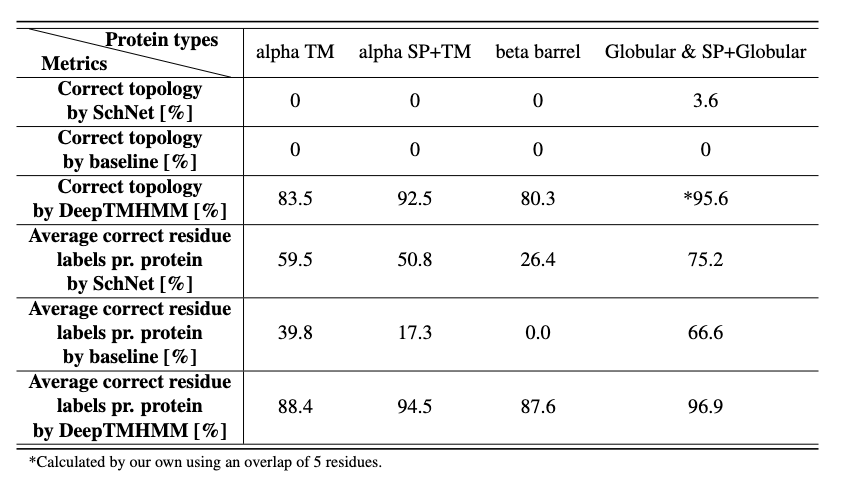 Protein types
Metrics
alpha TM alpha SP+TM beta barrel Globular & SP+Globular
Correct topology
by SchNet [%]
0 0 0 3.6
Correct topology
by baseline [%]
0 0 0 0
Correct topology
by DeepTMHMM [%]
83.5 92.5 80.3 *95.6
Average correct residue
labels pr. protein
by SchNet [%]
59.5 50.8 26.4 75.2
Average correct residue
labels pr. protein
by baseline [%]
39.8 17.3 0.0 66.6
Average correct residue
labels pr. protein
by DeepTMHMM [%]
88.4 94.5 87.6 96.9
*Calculated by our own using an overlap of 5 residues.